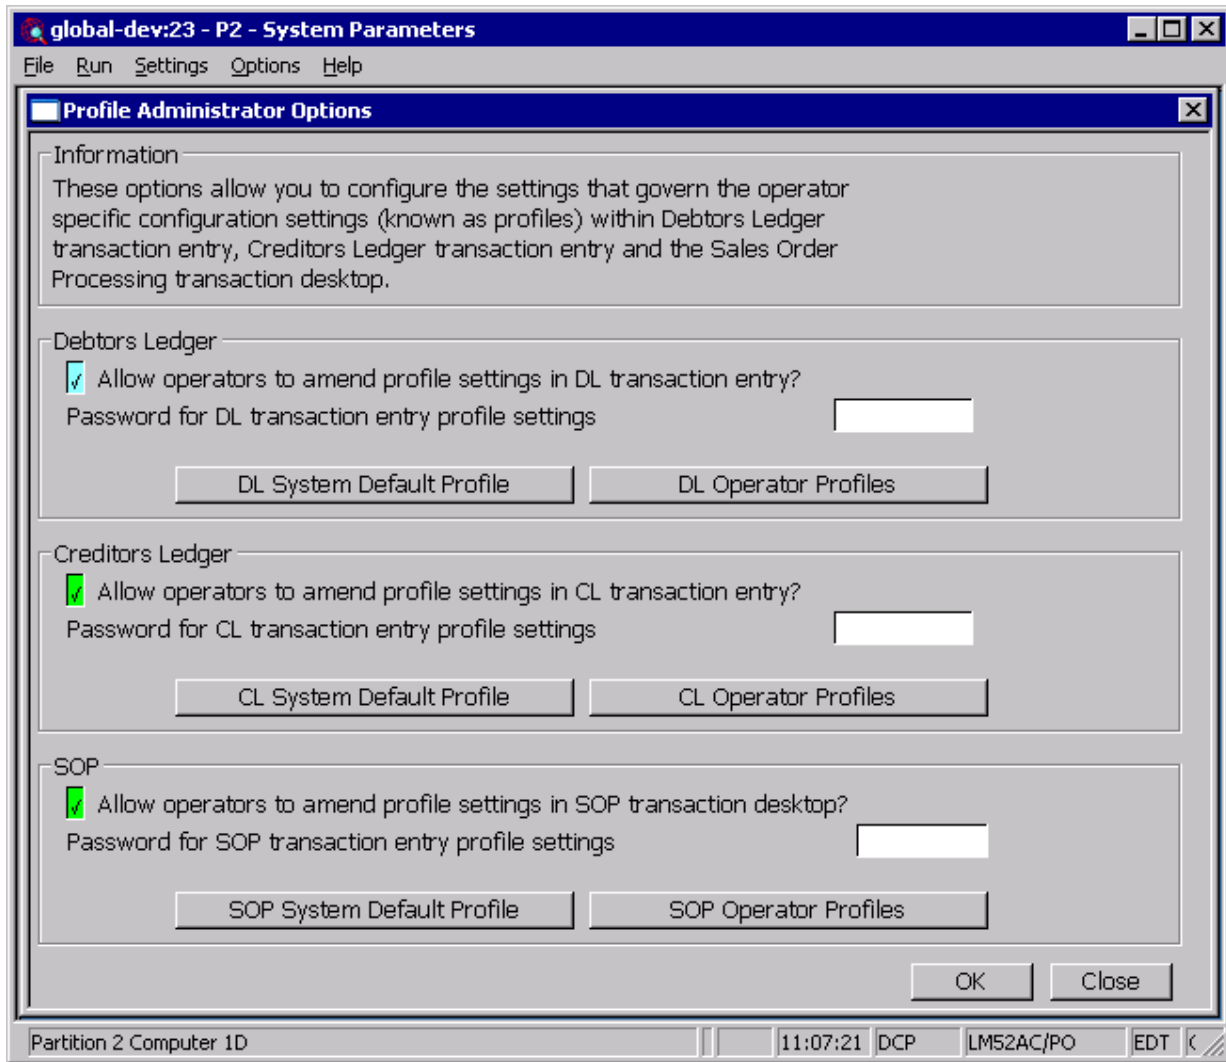 global-dev:23 - P2 - System Parameters
File Run Settings Options Help
Profile Administrator Options
Information
These options allow you to configure the settings that govern the operator
specific configuration settings (known as profiles) within Debtors Ledger
transaction entry, Creditors Ledger transaction entry and the Sales Order
Processing transaction desktop.
Debtors Ledger
Allow operators to amend profile settings in DL transaction entry?
Password for DL transaction entry profile settings
DL System Default Profile DL Operator Profiles
Creditors Ledger
Allow operators to amend profile settings in CL transaction entry?
Password for CL transaction entry profile settings
CL System Default Profile CL Operator Profiles
SOP
Allow operators to amend profile settings in SOP transaction desktop?
Password for SOP transaction entry profile settings
SOP System Default Profile SOP Operator Profiles
OK Close
Partition 2 Computer 1D 11:07:21 DCP LM52AC/PO EDT